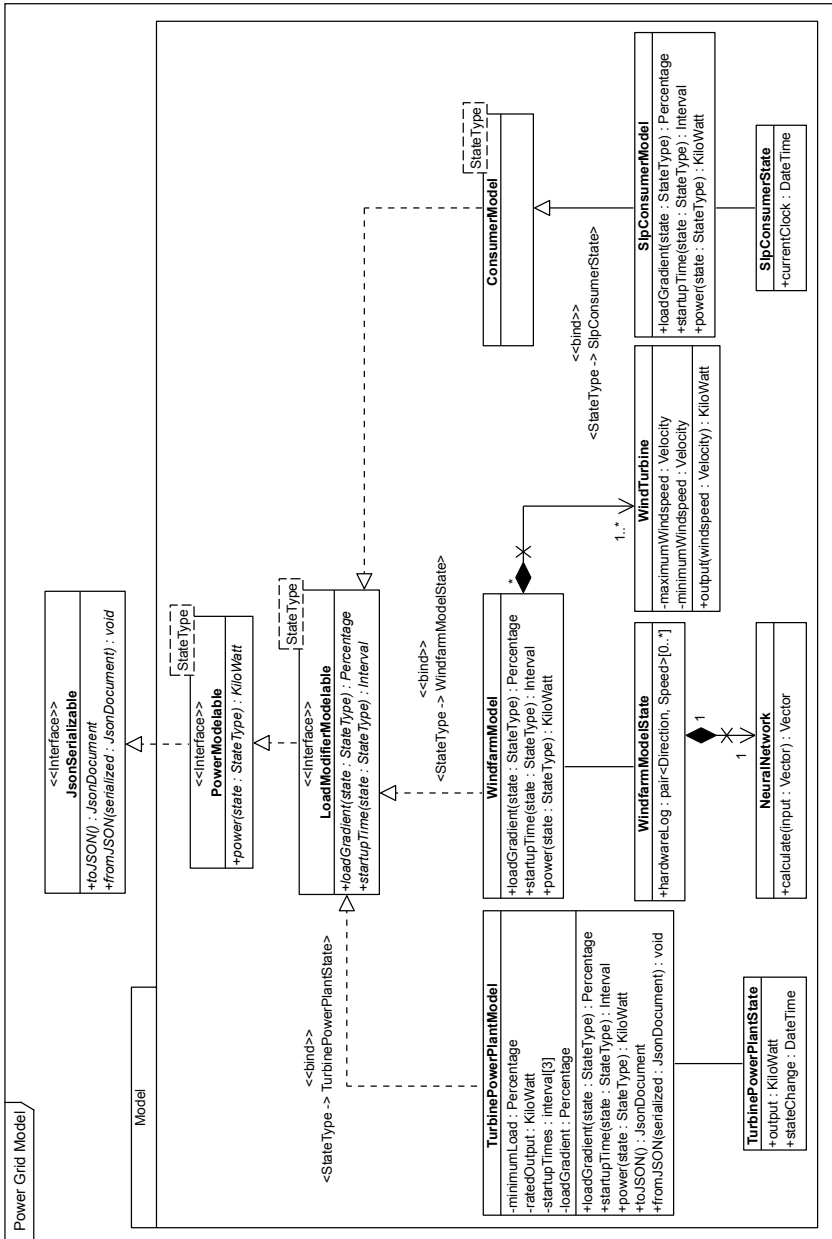 Power Grid Model
<<Interface>>
JsonSerializable
+toJSON() : JsonDocument
+fromJSON(serialized : JsonDocument) : void
Model
<<Interface>>
PowerModelable
StateType
+power(state : StateType) : KiloWatt
<<Interface>>
LoadModifierModelable
StateType
+loadGradient(state : StateType) : Percentage
+startupTime(state : StateType) : Interval
<<bind>>
<StateType -> TurbinePowerPlantState>
<<bind>>
<StateType -> WindfarmModelState>
ConsumerModel
StateType
<<bind>>
<StateType -> SlpConsumerState>
TurbinePowerPlantModel
-minimumLoad : Percentage
-ratedOutput : KiloWatt
-startupTimes : interval[3]
-loadGradient : Percentage
+loadGradient(state : StateType) : Percentage
+startupTime(state : StateType) : Interval
+power(state : StateType) : KiloWatt
+toJSON() : JsonDocument
+fromJSON(serialized : JsonDocument) : void
WindfarmModel
+loadGradient(state : StateType) : Percentage
+startupTime(state : StateType) : Interval
+power(state : StateType) : KiloWatt
*
1..*
WindTurbine
-maximumWindspeed : Velocity
-minimumWindspeed : Velocity
+output(windspeed : Velocity) : KiloWatt
SlpConsumerModel
+loadGradient(state : StateType) : Percentage
+startupTime(state : StateType) : Interval
+power(state : StateType) : KiloWatt
TurbinePowerPlantState
+output : KiloWatt
+stateChange : DateTime
WindfarmModelState
+hardwareLog : pair<Direction, Speed>[0..*]
1
1
NeuralNetwork
+calculate(input : Vector) : Vector
SlpConsumerState
+currentClock : DateTime